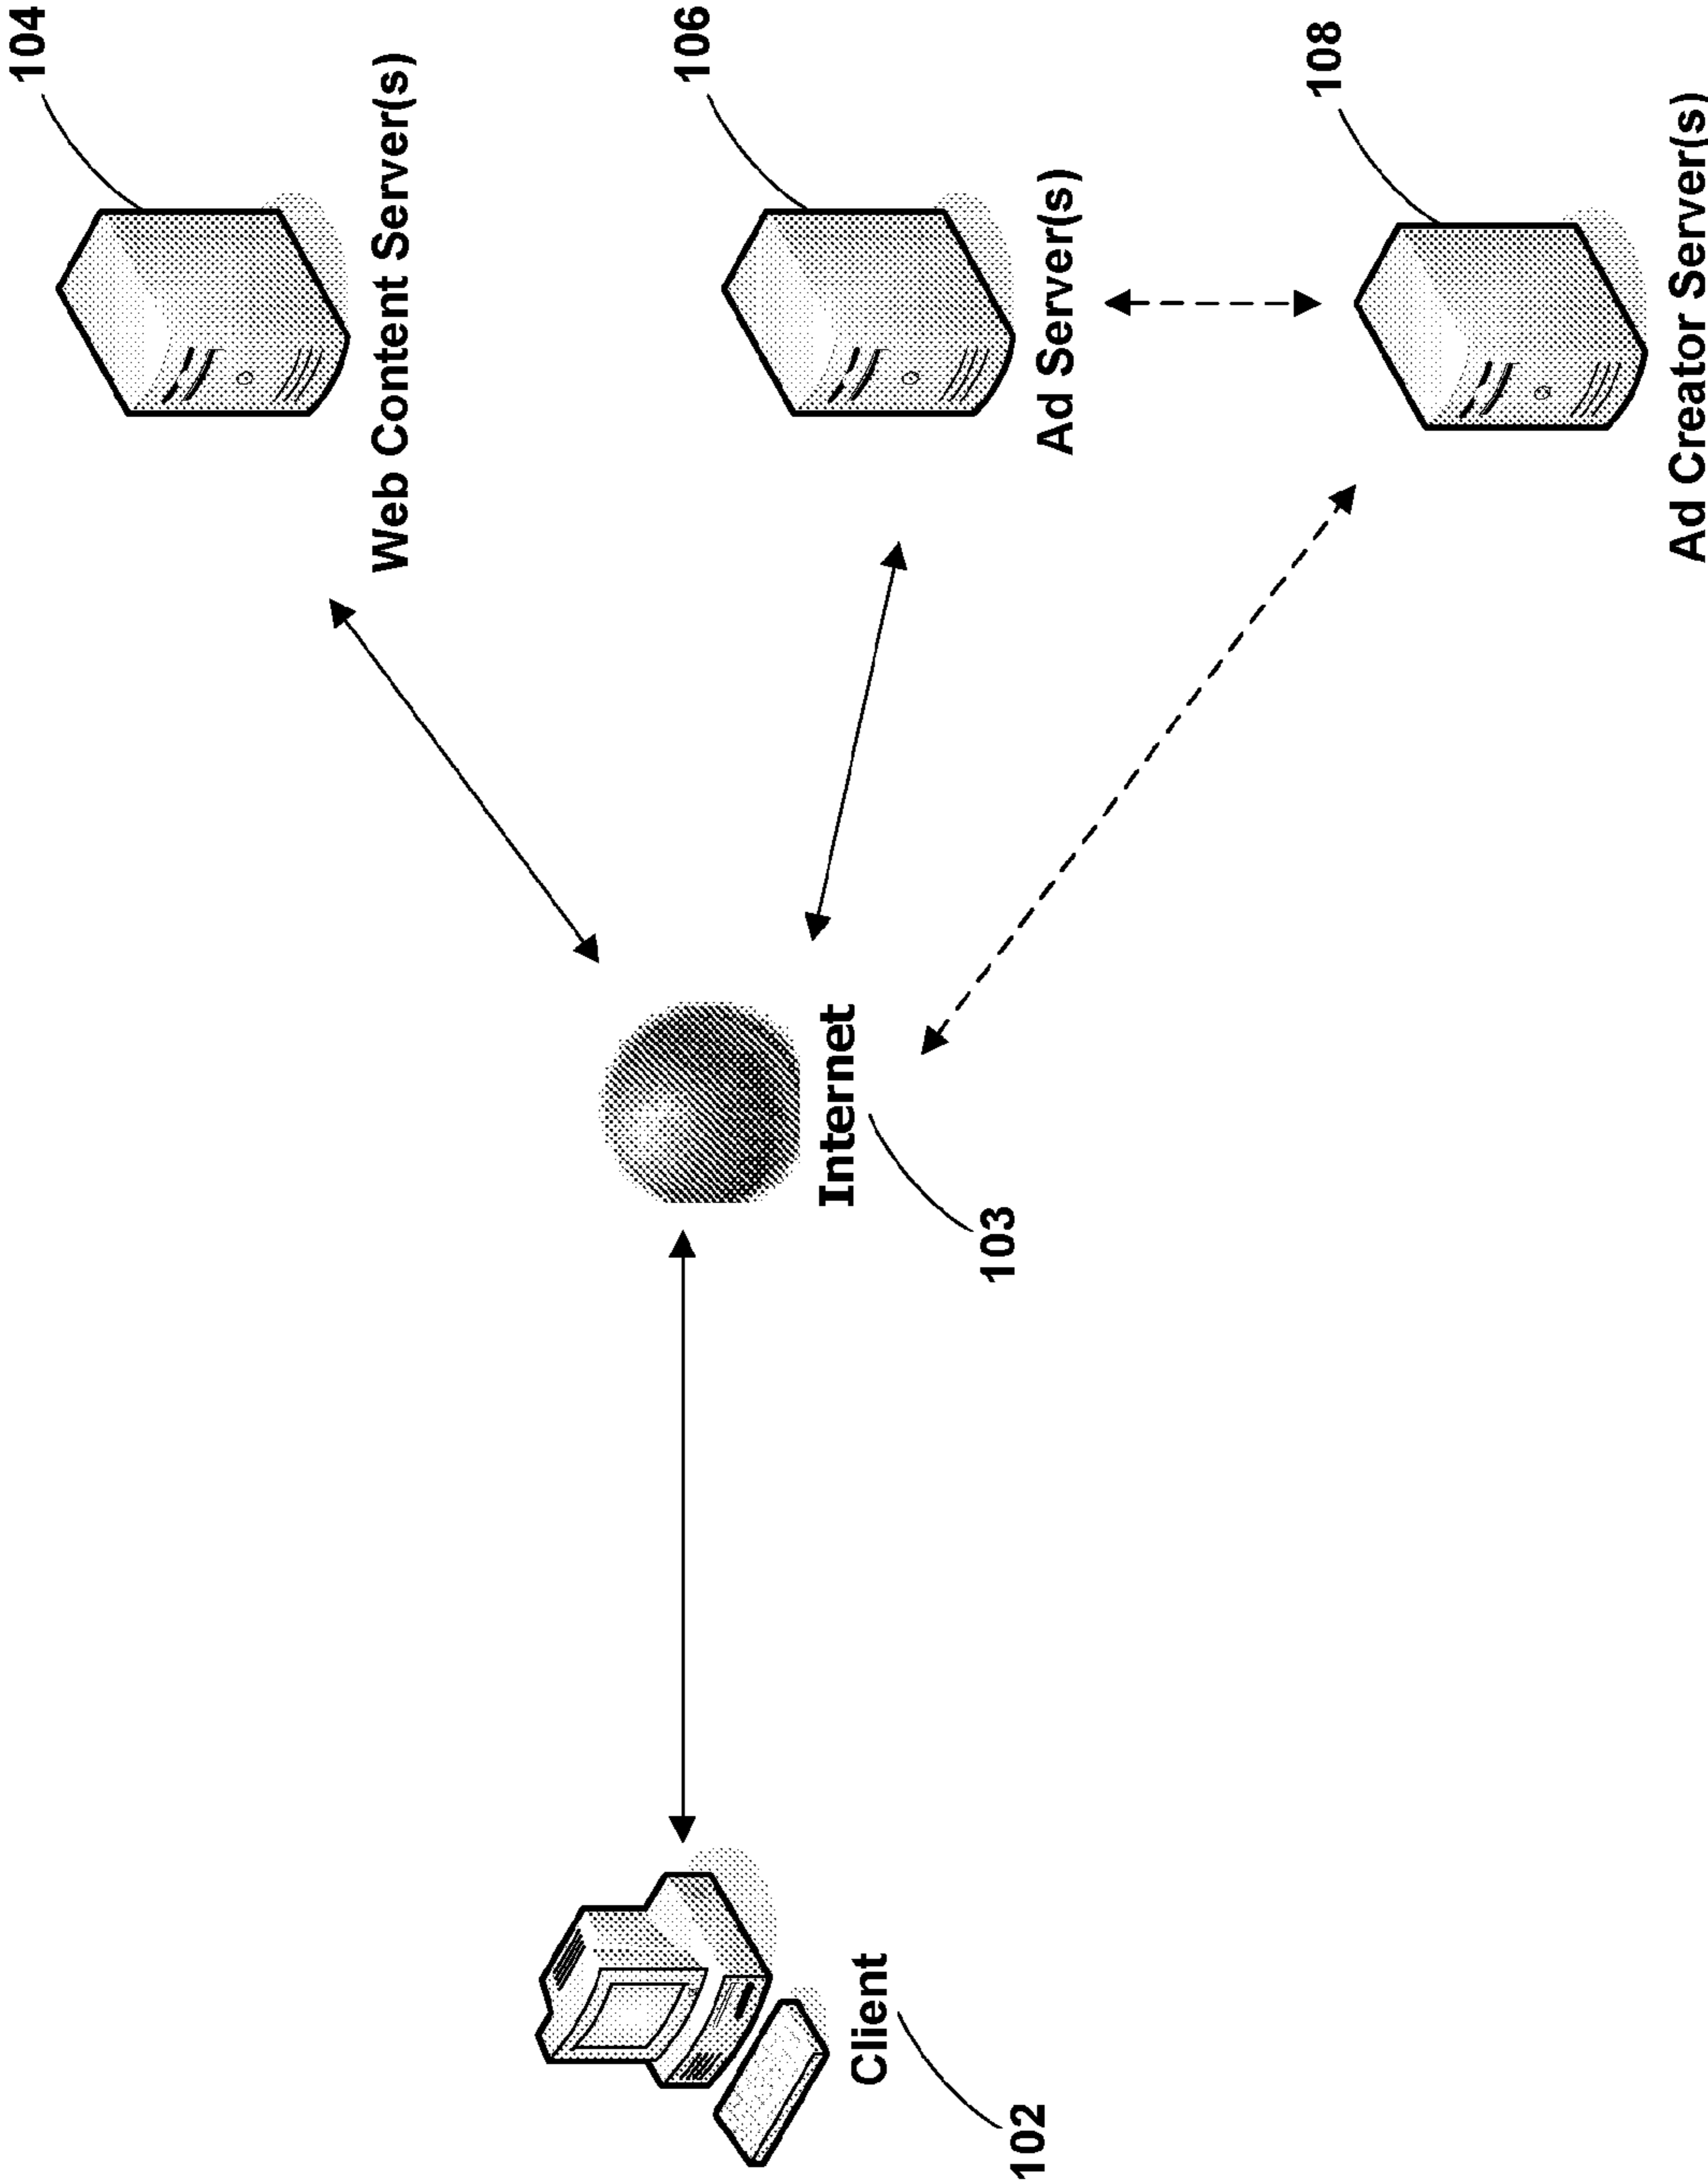 104
Web Content Server(s)
106
Ad Server(s)
108
Ad Creator Server(s)
Internet
103
Client
102